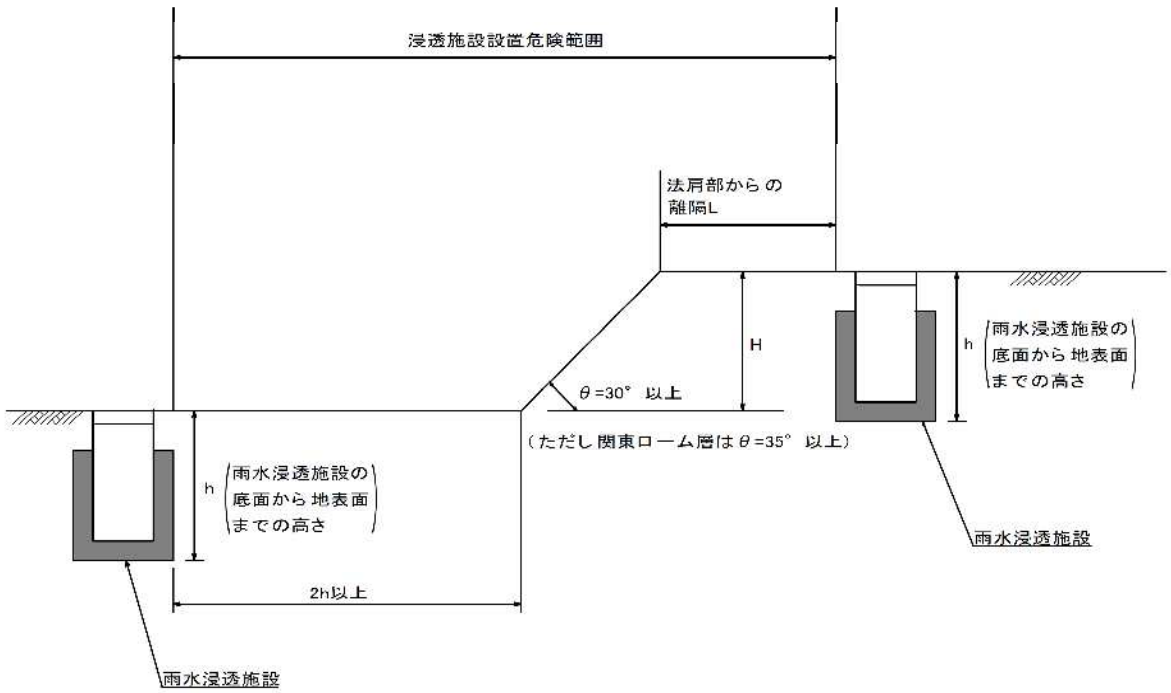 浸透施設設置危険範囲
法肩部からの
離隔L
H
h
雨水浸透施設の
底面から地表面
までの高さ
θ=30° 以上
(ただし関東ローム層はθ=35° 以上)
h
雨水浸透施設の
底面から地表面
までの高さ
雨水浸透施設
2h以上
雨水浸透施設